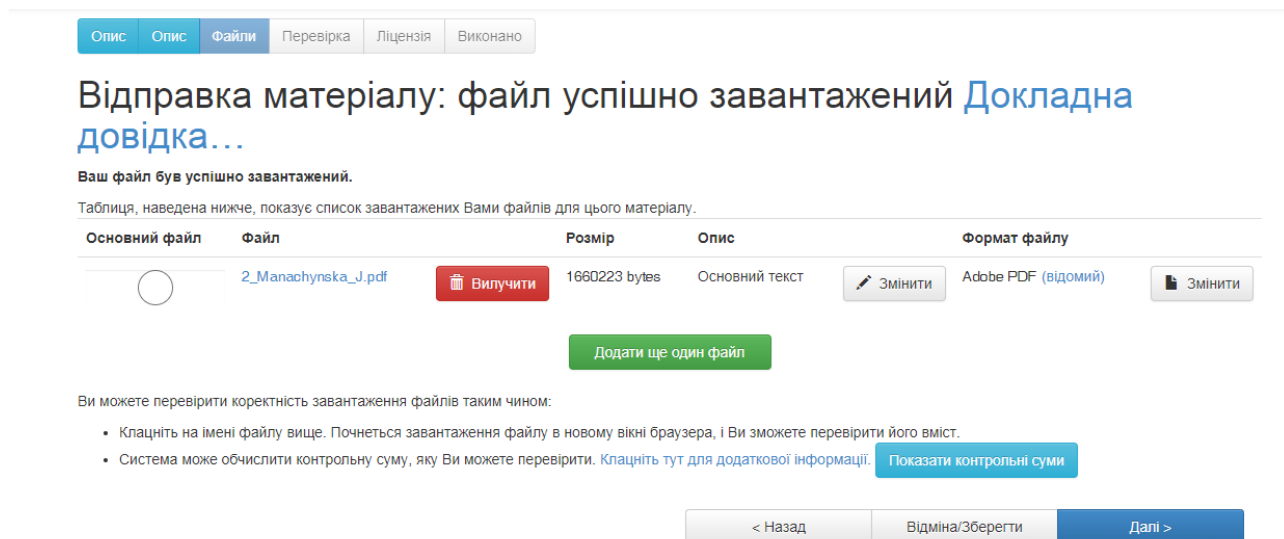 Опис Опис Файли Перевірка Ліцензія Виконано
Відправка матеріалу: файл успішно завантажений Докладна
довідка…
Ваш файл був успішно завантажений.
Таблиця, наведена нижче, показує список завантажених Вами файлів для цього матеріалу.
Основний файл Файл Розмір Опис Формат файлу
2_Manachynska_J.pdf Вилучити 1660223 bytes Основний текст Змінити Adobe PDF (відомий) Змінити
Додати ще один файл
Ви можете перевірити коректність завантаження файлів таким чином:
• Клацніть на імені файлу вище. Почнеться завантаження файлу в новому вікні браузера, і Ви зможете перевірити його вміст.
• Система може обчислити контрольну суму, яку Ви можете перевірити. Клацніть тут для додаткової інформації. Показати контрольні суми
< Назад Відміна/Зберегти Далі >